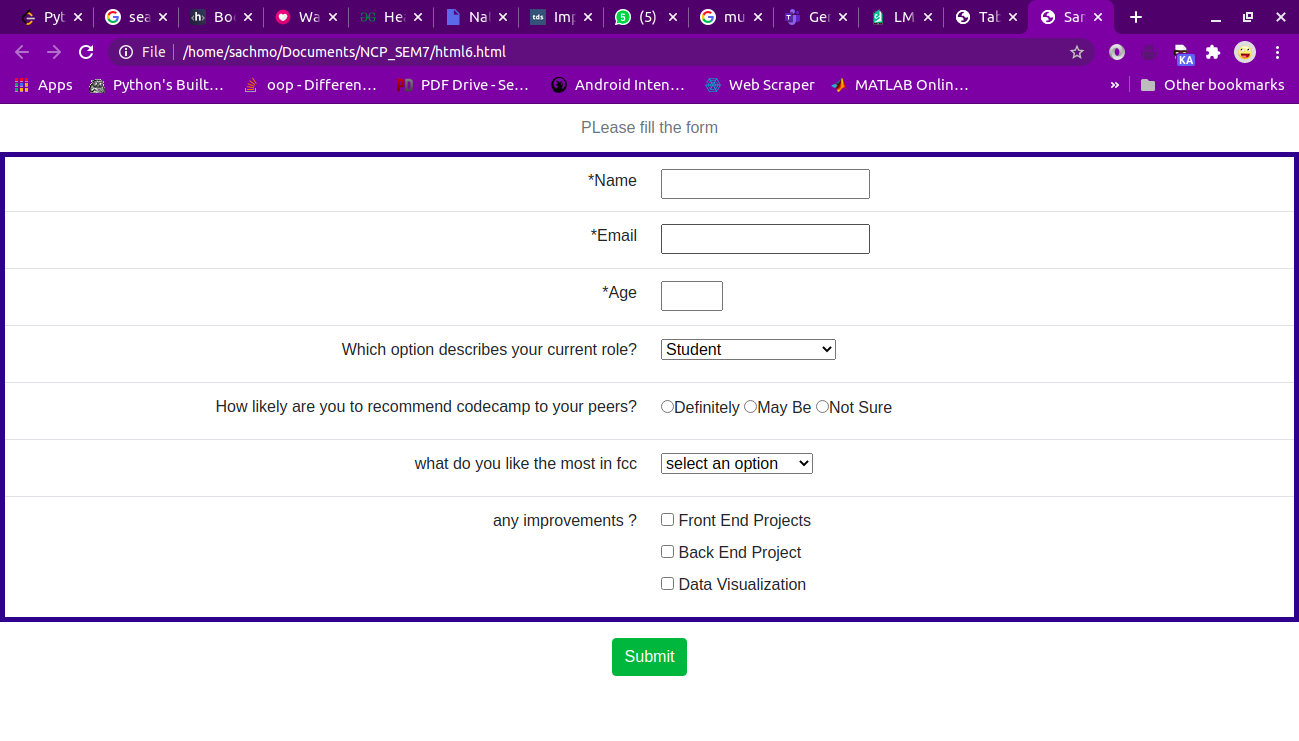 Pyt sea Bo Wa He Na Imp (5) mu Ger LM Tab Sar
File /home/sachmo/Documents/NCP_SEM7/html6.html KA
Apps Python's Built… oop - Differen… PDF Drive - Se… Android Inten… Web Scraper MATLAB Onlin… » Other bookmarks
PLease fill the form
*Name
*Email
*Age
Which option describes your current role? Student
How likely are you to recommend codecamp to your peers? Definitely May Be Not Sure
what do you like the most in fcc select an option
any improvements ? Front End Projects
Back End Project
Data Visualization
Submit